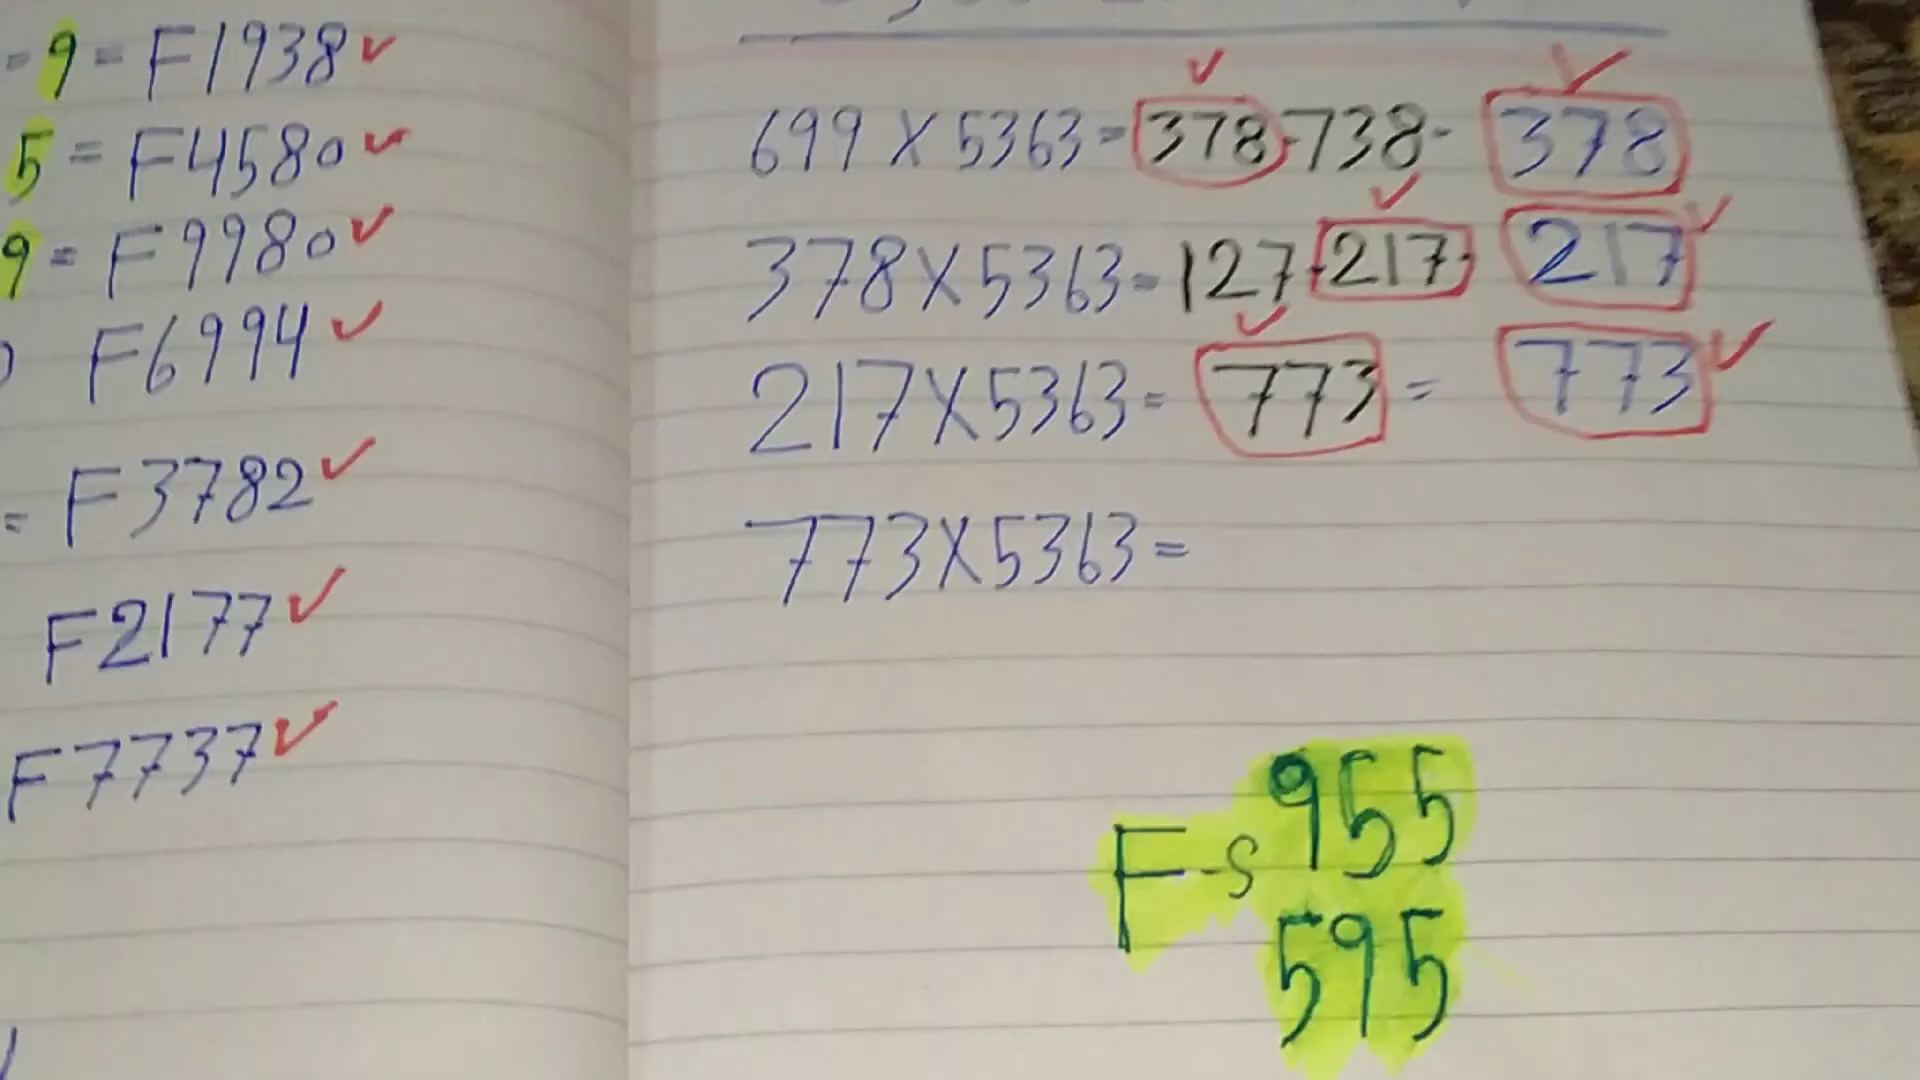 = 9 = F1938 ✓
5 = F4580 ✓
9 = F9980 ✓
F6994 ✓
= F3782 ✓
F2177 ✓
F7737 ✓
699 X 5363 = 378-738- 378
378 X 5363 = 127-217- 217
217 X 5363 = 773 = 773
773 X 5363 =
F-S 955
595